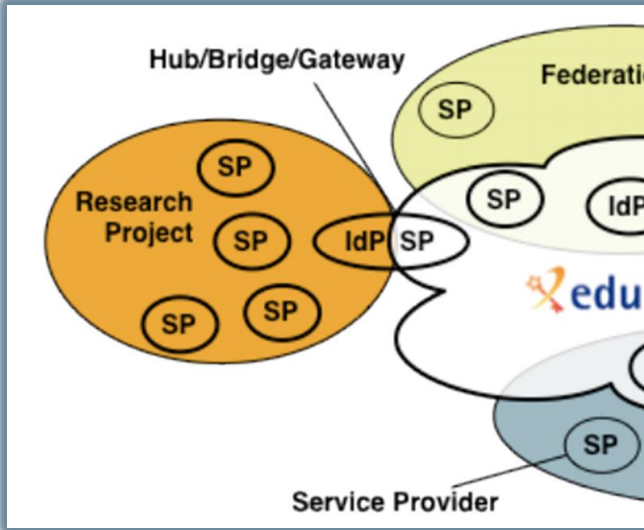 Hub/Bridge/Gateway
Federati
SP
SP
Research
Project
SP
IdP
SP
SP
IdP
SP
edu
SP
SP
SP
Service Provider